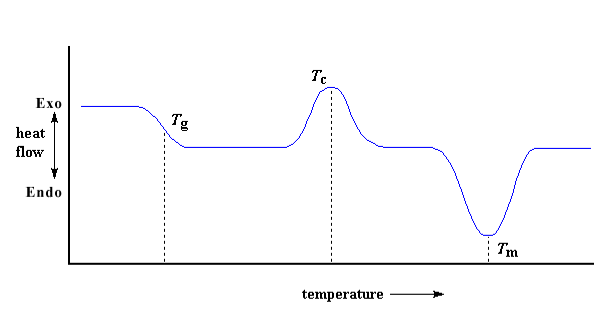 Tc
Exo
Tg
heat
flow
Endo
Tm
temperature